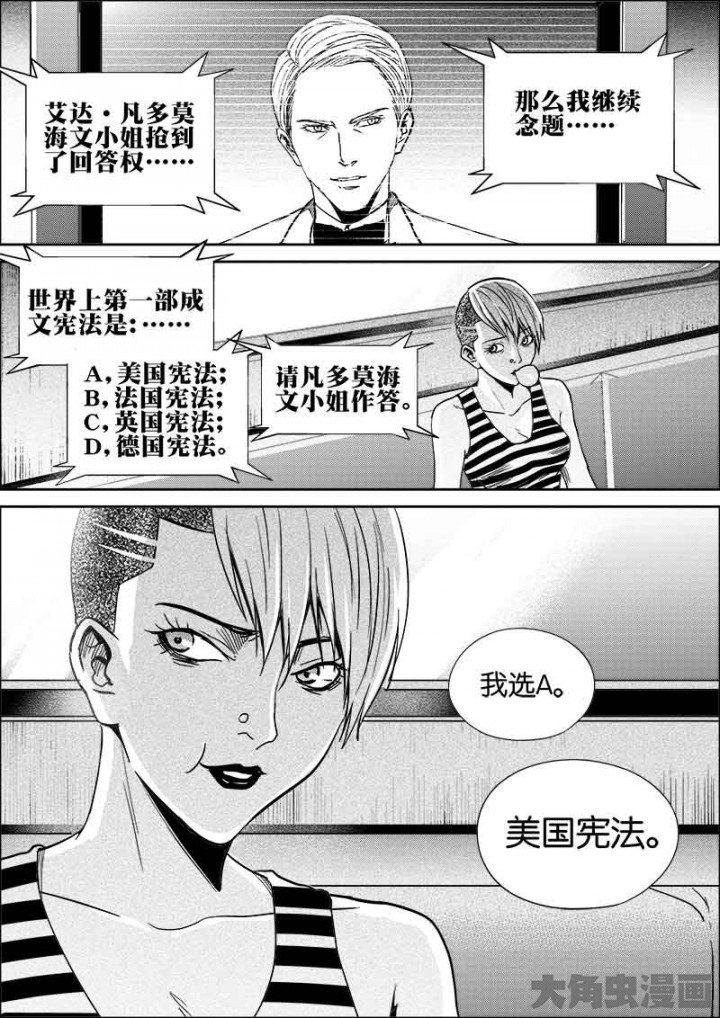 艾达·凡多莫
海文小姐抢到
了回答权……
那么我继续
念题……
世界上第一部成
文宪法是:……
A,美国宪法;
B,法国宪法;
C,英国宪法;
D,德国宪法。
请凡多莫海
文小姐作答。
我选A。
美国宪法。
大角虫漫画